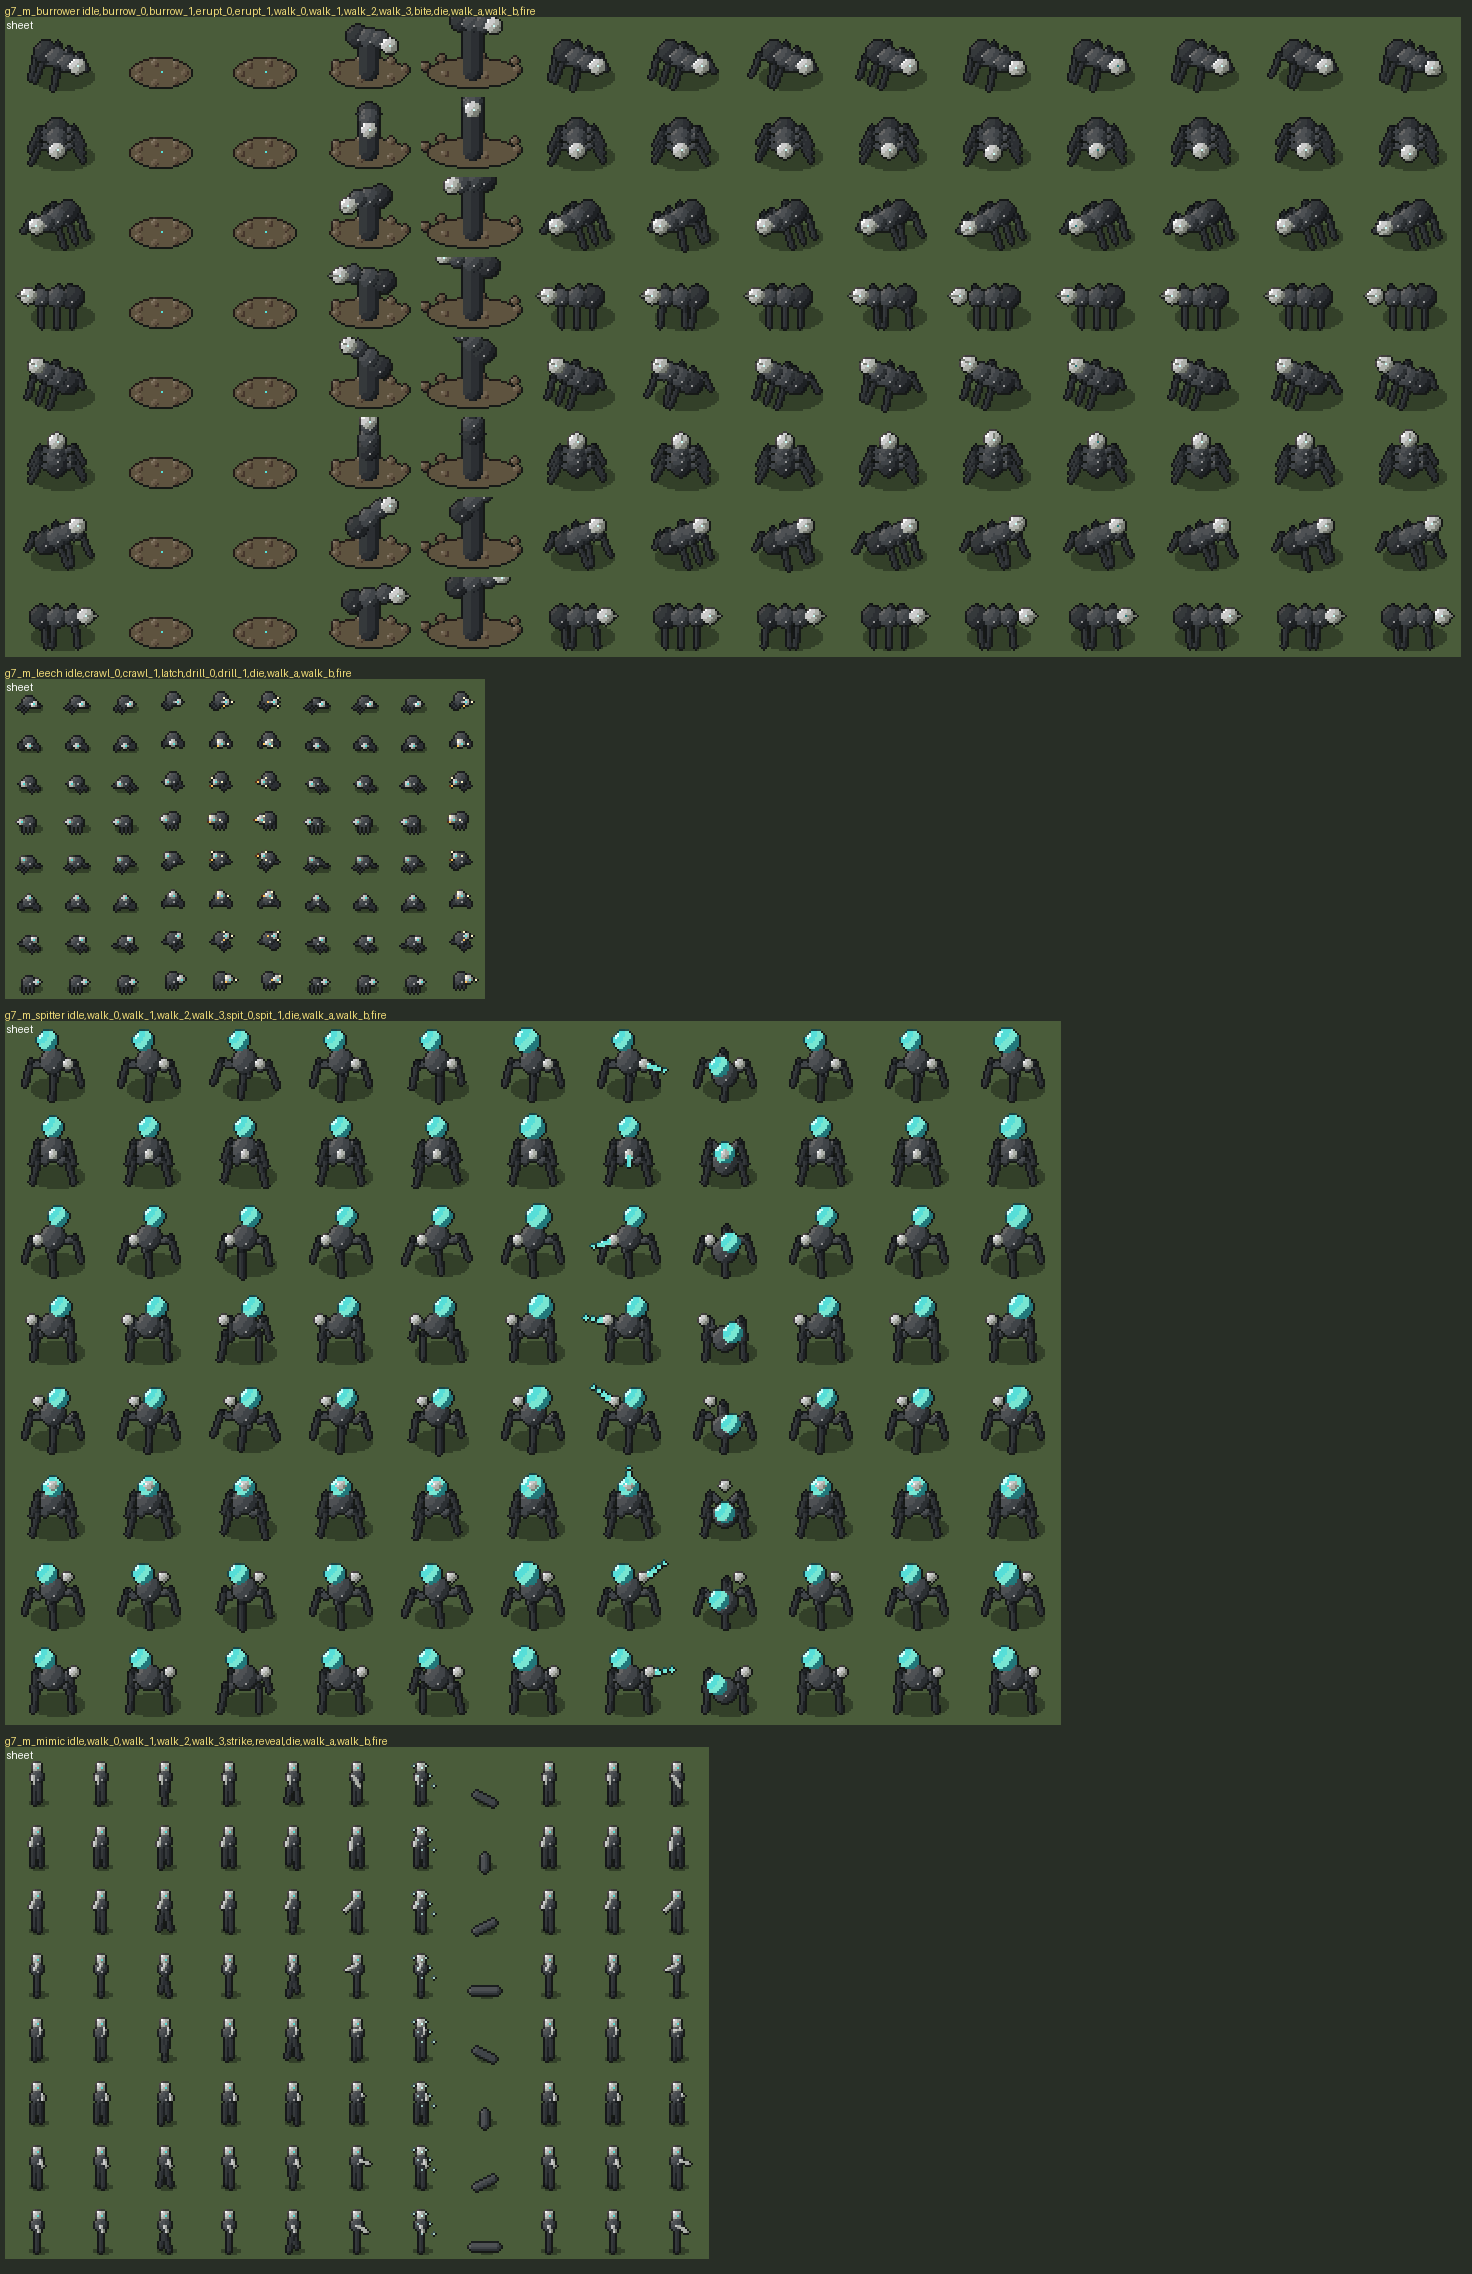 g7_m_burrower idle,burrow_0,burrow_1,erupt_0,erupt_1,walk_0,walk_1,walk_2,walk_3,bite,die,walk_a,walk_b,fire
sheet
g7_m_leech idle,crawl_0,crawl_1,latch,drill_0,drill_1,die,walk_a,walk_b,fire
sheet
g7_m_spitter idle,walk_0,walk_1,walk_2,walk_3,spit_0,spit_1,die,walk_a,walk_b,fire
sheet
g7_m_mimic idle,walk_0,walk_1,walk_2,walk_3,strike,reveal,die,walk_a,walk_b,fire
sheet